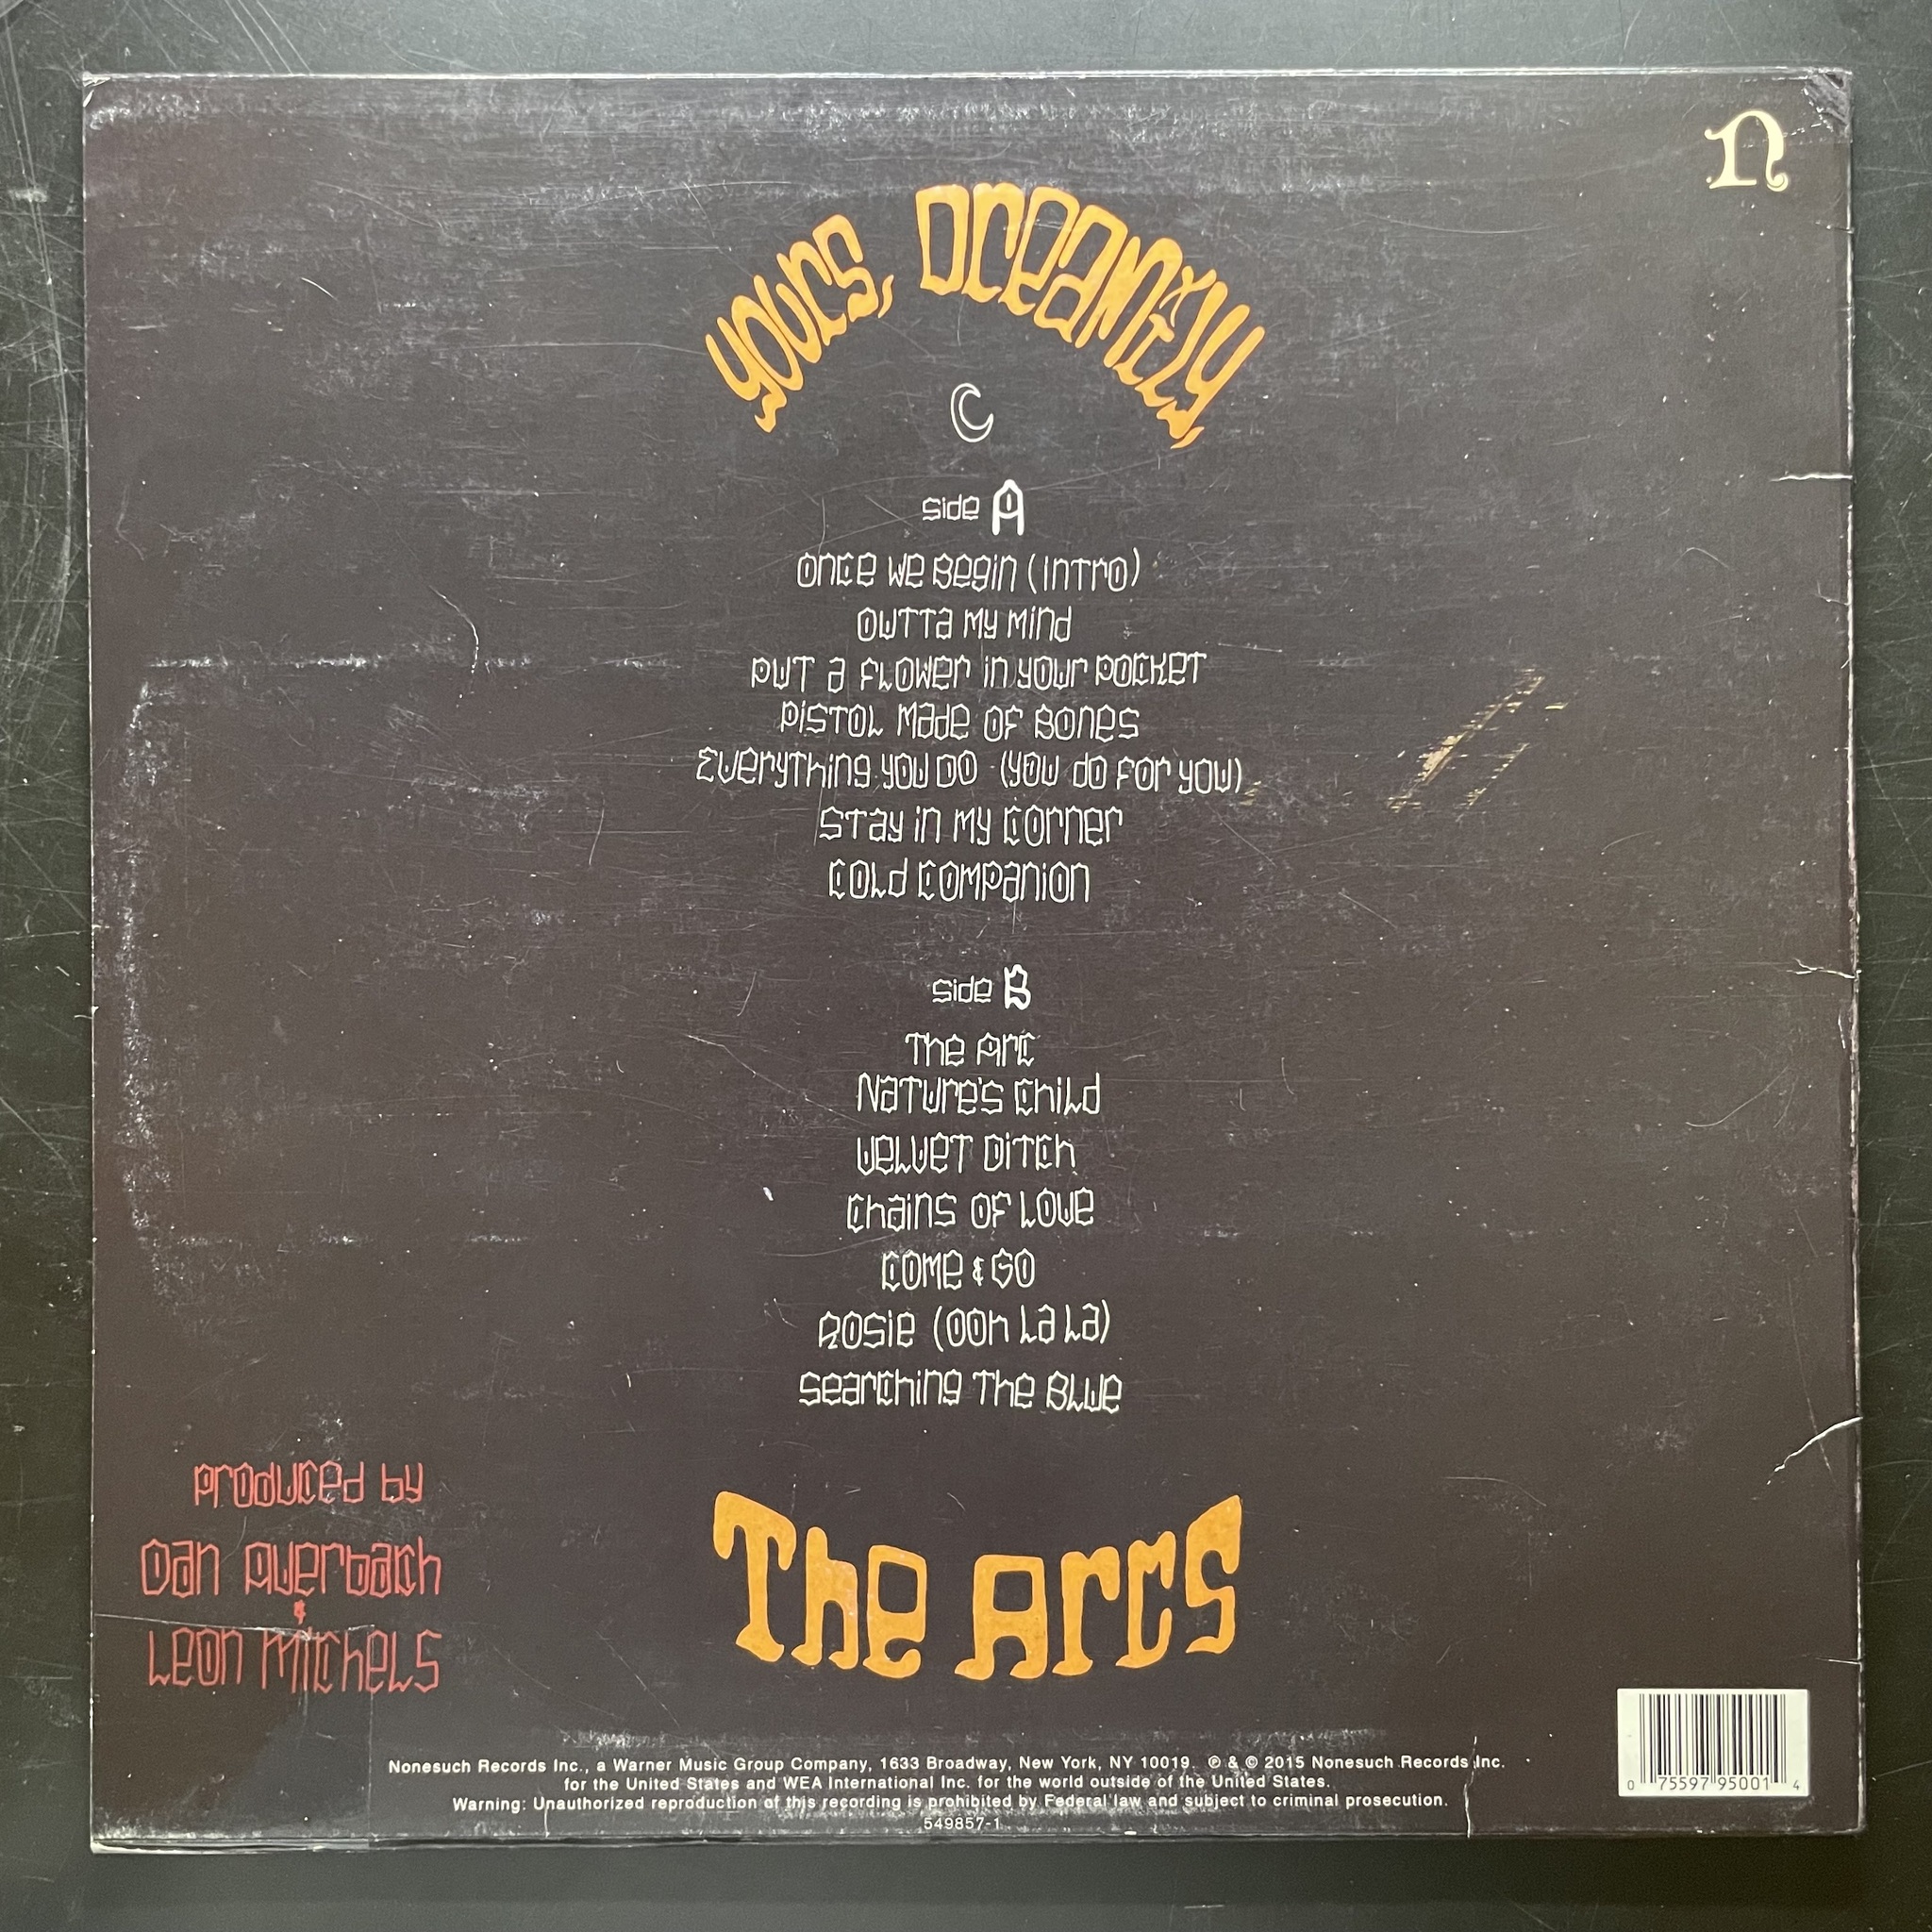 n
Yours, Dreamily,
Side A
Once We Begin (Intro)
Outta My Mind
Put a Flower in Your Pocket
Pistol Made of Bones
Everything You Do (You Do For You)
Stay in My Corner
Cold Companion
Side B
The Arc
Nature's Child
Velvet Ditch
Chains of Love
Come & Go
Rosie (Ooh La La)
Searching The Blue
Produced by
Dan Auerbach
&
Leon Michels
The Arcs
Nonesuch Records Inc., a Warner Music Group Company, 1633 Broadway, New York, NY 10019. ℗ & © 2015 Nonesuch Records Inc.
for the United States and WEA International Inc. for the world outside of the United States.
Warning: Unauthorized reproduction of this recording is prohibited by Federal law and subject to criminal prosecution.
549857-1
0 75597 95001 4